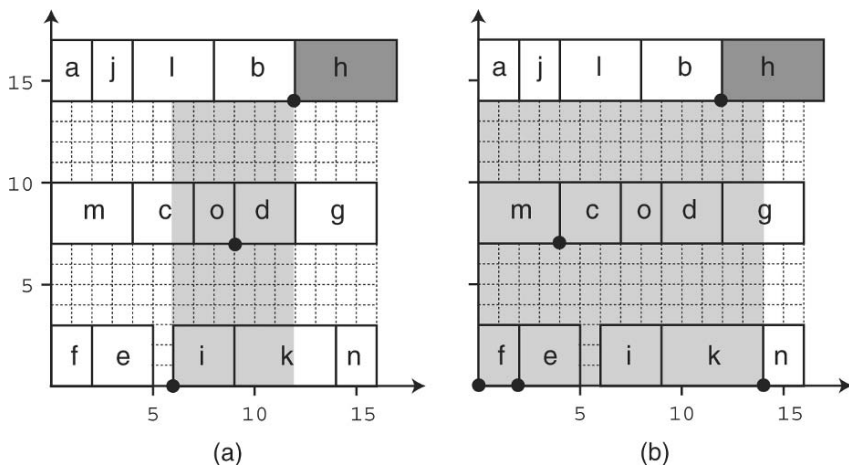 a j l b h a j l b h
15 15
10 10
m c o d g m c o d g
5 5
f e i k n f e i k n
5 10 15 5 10 15
(a) (b)